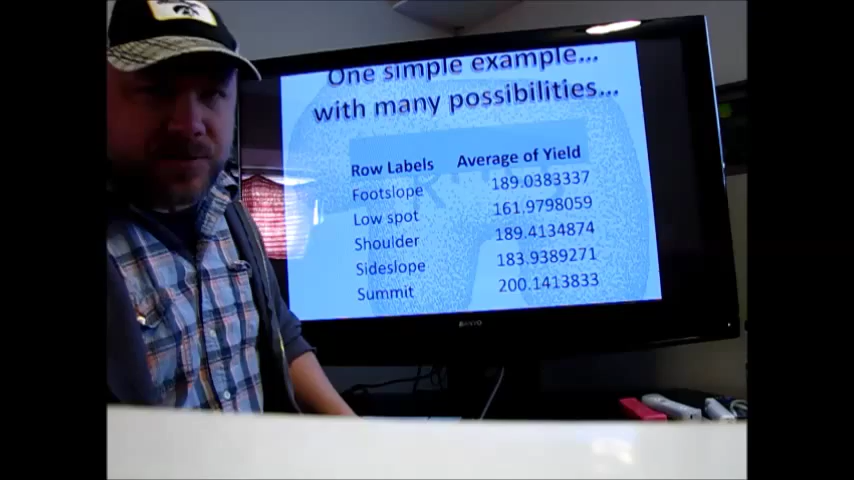 One simple example...
with many possibilities...
Row Labels Average of Yield
Footslope 189.0383337
Low spot 161.9798059
Shoulder 189.4134874
Sideslope 183.9389271
Summit 200.1413833
SANYO